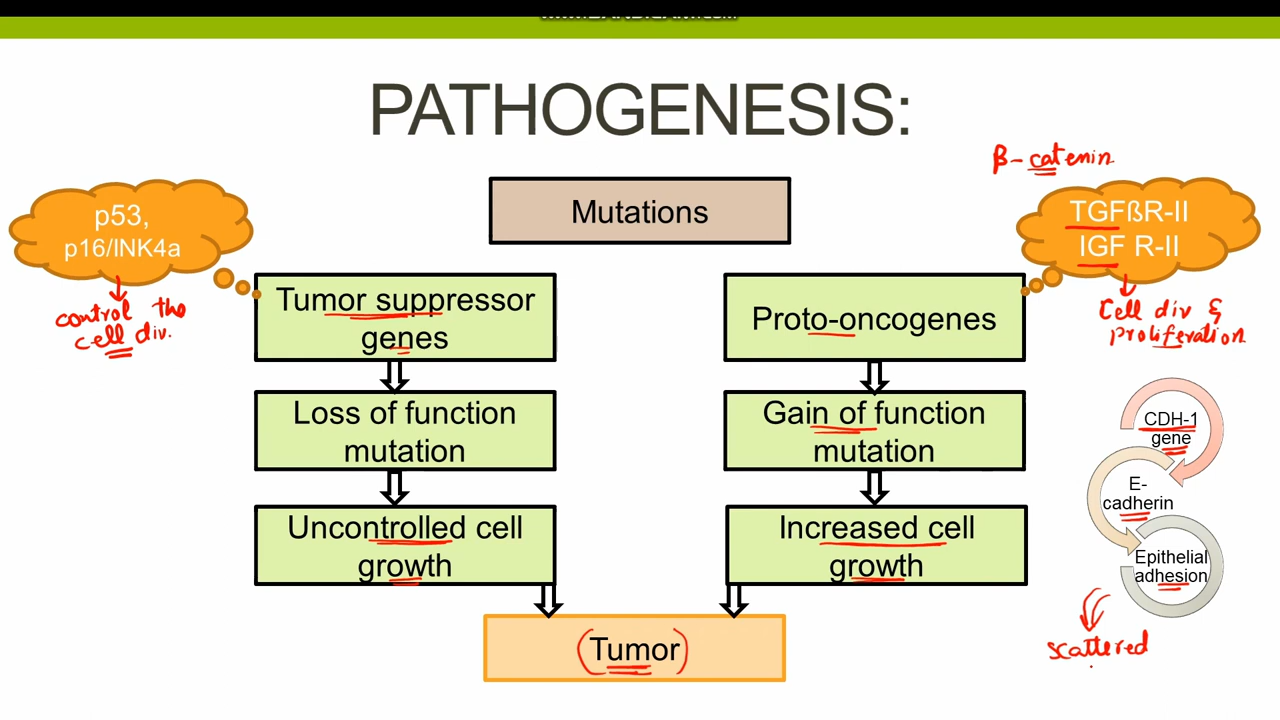 PATHOGENESIS:
β-catenin
Mutations
p53,
p16/INK4a
TGFßR-II
IGF R-II
control the
cell div.
Cell div &
proliferation
Tumor suppressor
genes
Proto-oncogenes
Loss of function
mutation
Gain of function
mutation
Uncontrolled cell
growth
Increased cell
growth
(Tumor)
CDH-1
gene
E-
cadherin
Epithelial
adhesion
scattered